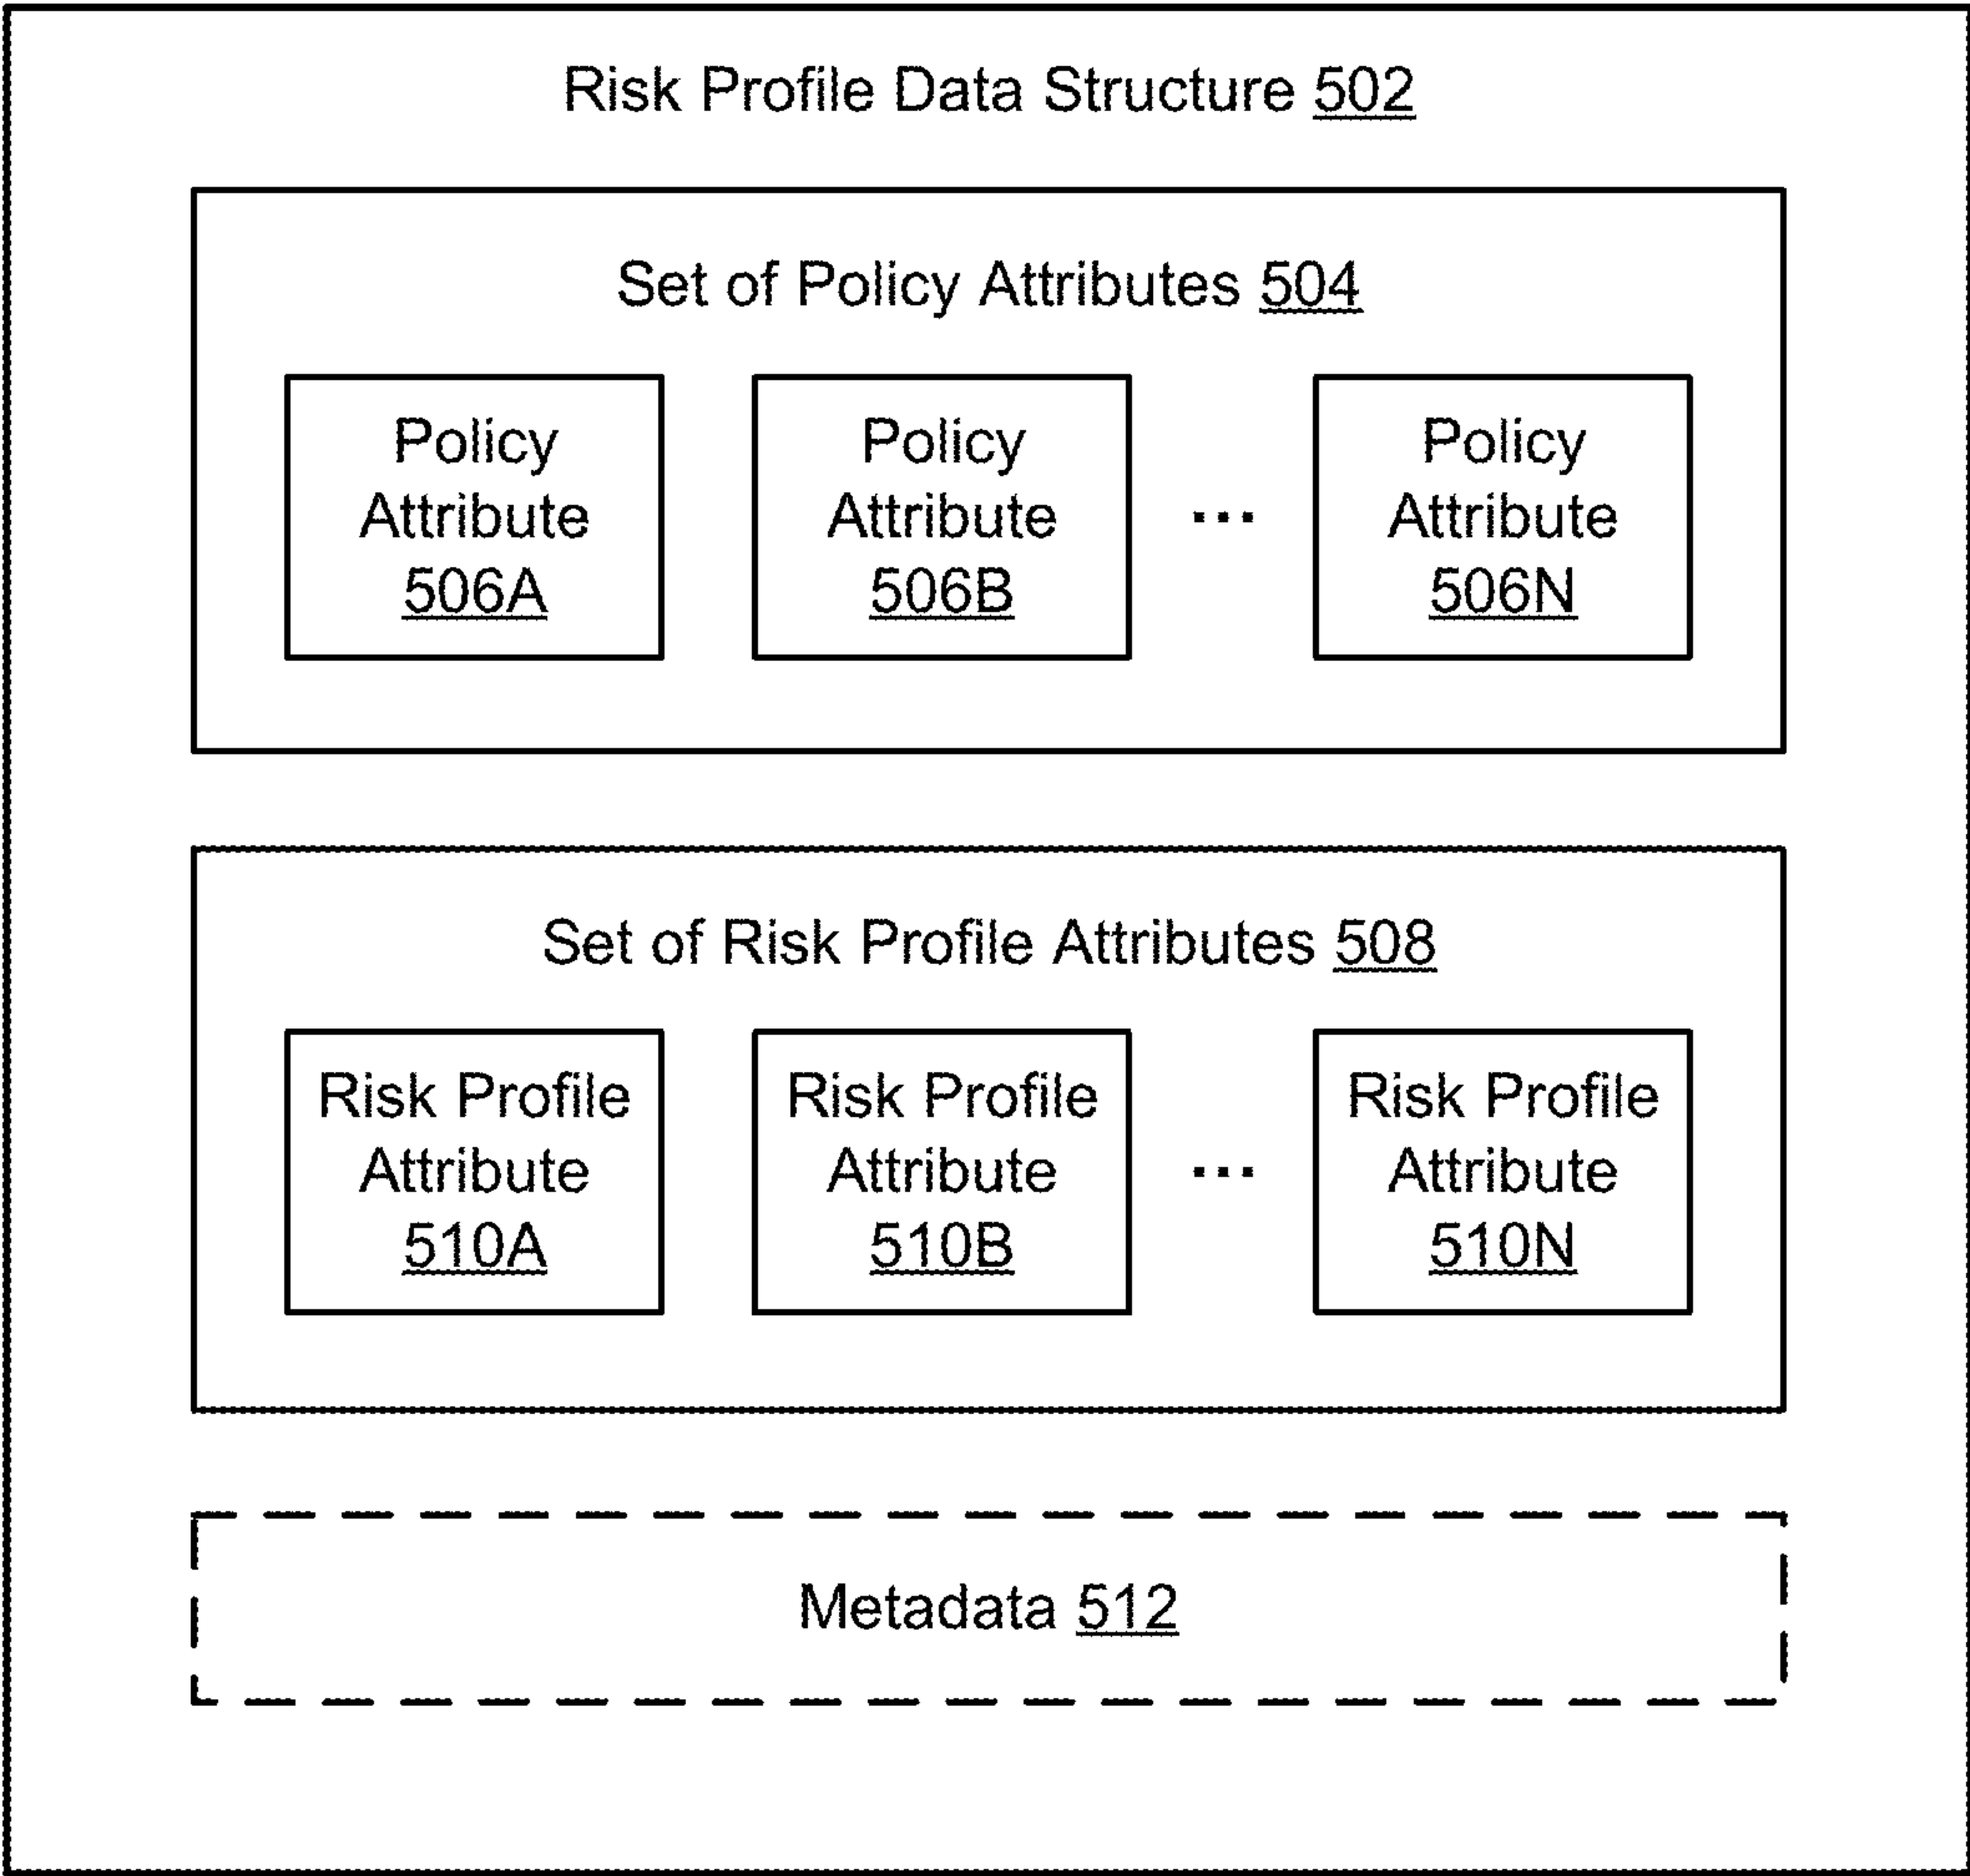 Risk Profile Data Structure 502
Set of Policy Attributes 504
Policy
Attribute
506A
Policy
Attribute
506B
...
Policy
Attribute
506N
Set of Risk Profile Attributes 508
Risk Profile
Attribute
510A
Risk Profile
Attribute
510B
...
Risk Profile
Attribute
510N
Metadata 512